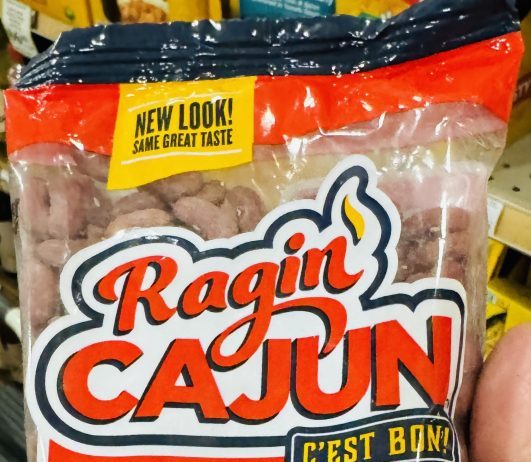 NEW LOOK!
SAME GREAT TASTE
Ragin'
CAJUN
C'EST BON!